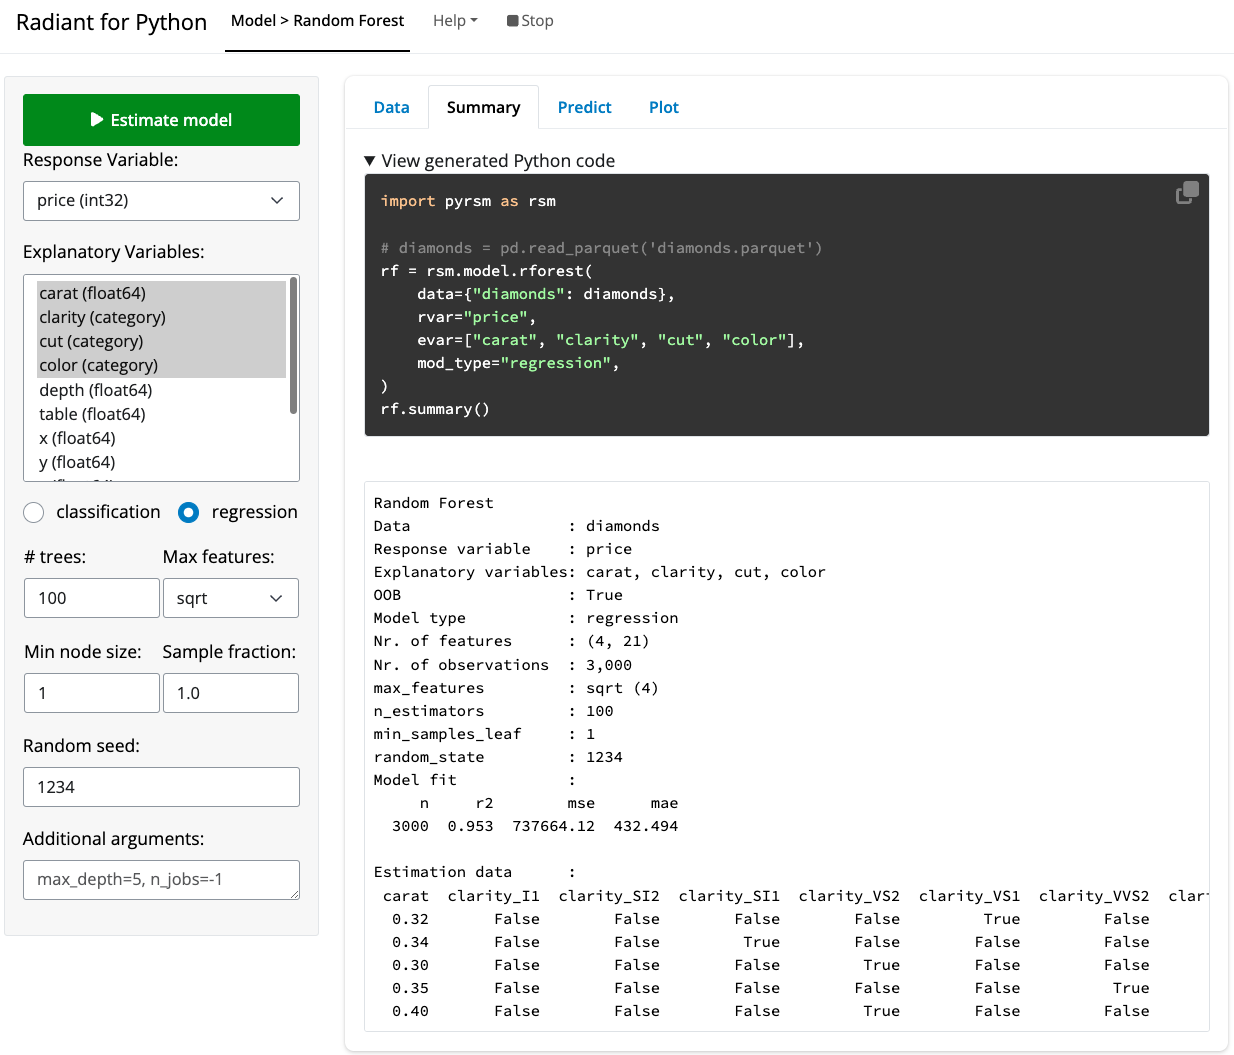 Radiant for Python Model > Random Forest Help Stop
Estimate model
Response Variable:
price (int32)
Explanatory Variables:
carat (float64)
clarity (category)
cut (category)
color (category)
depth (float64)
table (float64)
x (float64)
y (float64)
classification regression
# trees: Max features:
100 sqrt
Min node size: Sample fraction:
1 1.0
Random seed:
1234
Additional arguments:
max_depth=5, n_jobs=-1
Data Summary Predict Plot
▼ View generated Python code
import pyrsm as rsm
# diamonds = pd.read_parquet('diamonds.parquet')
rf = rsm.model.rforest(
data={"diamonds": diamonds},
rvar="price",
evar=["carat", "clarity", "cut", "color"],
mod_type="regression",
)
rf.summary()
Random Forest
Data : diamonds
Response variable : price
Explanatory variables: carat, clarity, cut, color
OOB : True
Model type : regression
Nr. of features : (4, 21)
Nr. of observations : 3,000
max_features : sqrt (4)
n_estimators : 100
min_samples_leaf : 1
random_state : 1234
Model fit :
n r2 mse mae
3000 0.953 737664.12 432.494
Estimation data :
carat clarity_I1 clarity_SI2 clarity_SI1 clarity_VS2 clarity_VS1 clarity_VVS2
0.32 False False False False True False
0.34 False False True False False False
0.30 False False False True False False
0.35 False False False False False True
0.40 False False False True False False